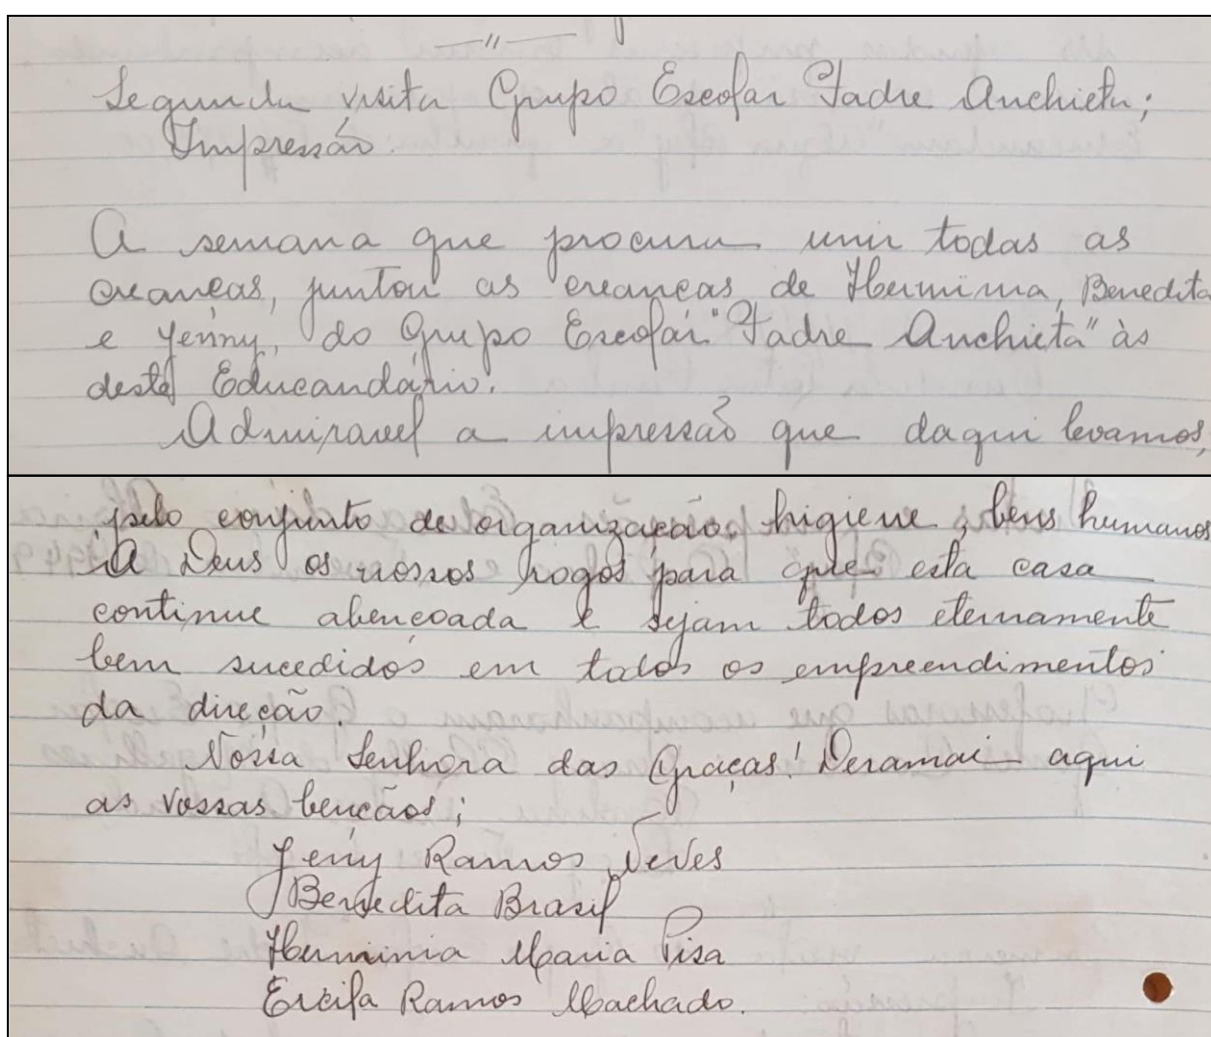 —"—
Segunda visita Grupo Escolar Padre Anchieta;
Impressão.
A semana que procura unir todas as
creanças, juntou as creanças de Herminia, Benedita
e Jenny, do Grupo Escolar "Padre Anchieta" às
deste Educandário.
Admiravel a impressão que daqui levamos,
pelo conjunto de organização, higiene, bens humanos
A Deus os nossos rogos para que esta casa
continue abençoada e sejam todos eternamente
bem sucedidos em todos os empreendimentos
da direção.
Nossa Senhora das Graças! Deramai aqui
as vossas bençãos;
Jeny Ramos Neves
Benedita Brasil
Herminia Maria Pisa
Ercila Ramos Machado.